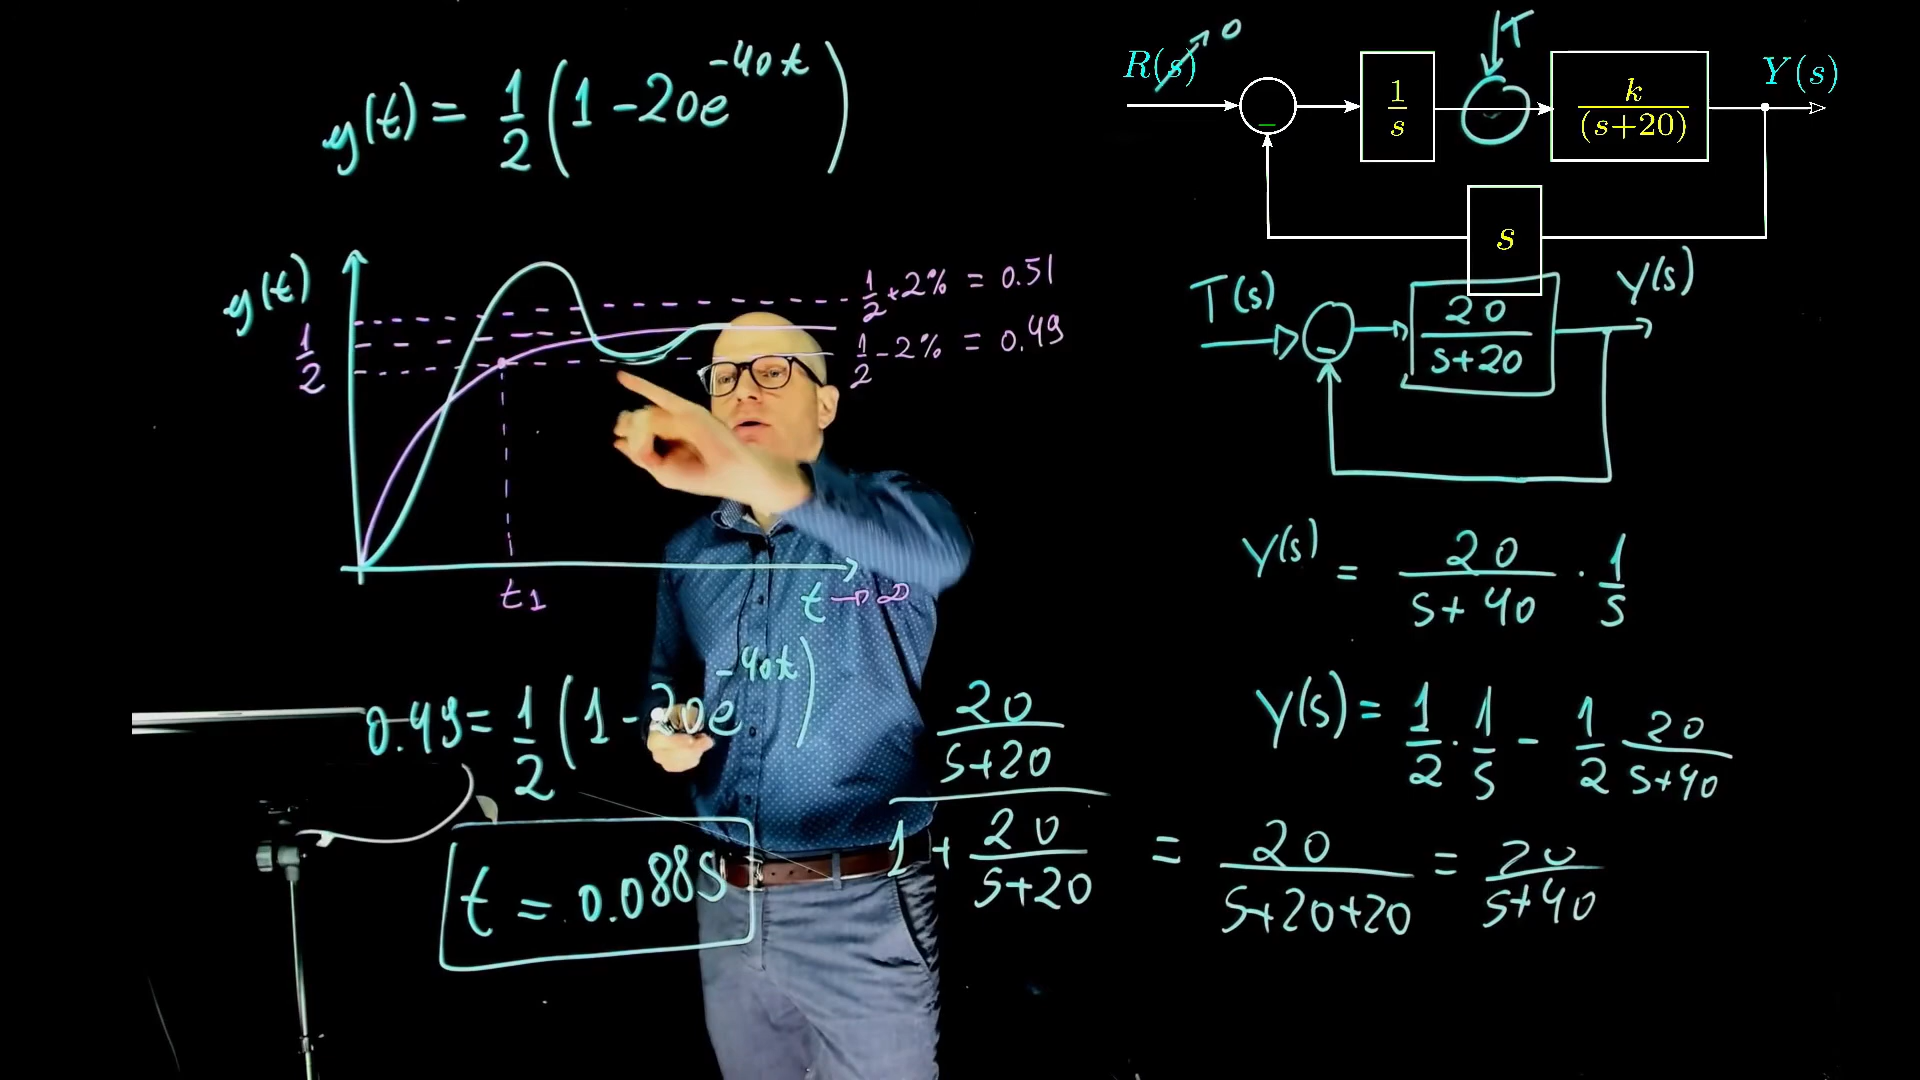 y(t) = 1/2 (1 - 20e^-40t)
y(t)
1/2
1/2 + 2% = 0.51
1/2 - 2% = 0.49
t1
t → ∞
0.49 = 1/2 (1 - 20e^-40t)
t = 0.088s
R(s) → 0
-
1/s
T
k/(s+20)
Y(s)
s
T(s)
-
20/(s+20)
Y(s)
Y(s) = 20/(s+40) · 1/s
Y(s) = 1/2 · 1/s - 1/2 20/(s+40)
(20/(s+20))/(1 + 20/(s+20)) = 20/(s+20+20) = 20/(s+40)